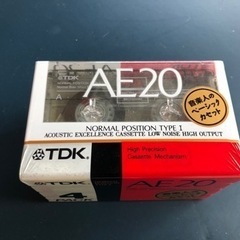 TDK
A
AE20
音楽人の
ベーシック
カセット
NORMAL POSITION TYPE I
ACOUSTIC EXCELLENCE CASSETTE LOW NOISE HIGH OUTPUT
TDK
High Precision
Cassette Mechanism
4
AE20